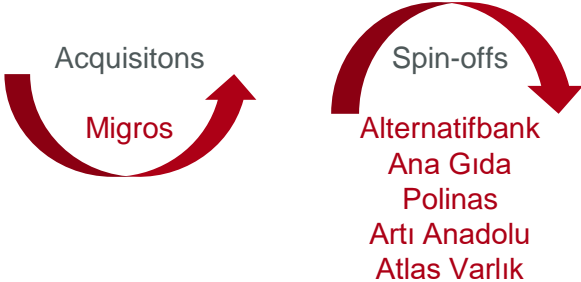 Acquisitons
Migros
Spin-offs
Alternatifbank
Ana Gıda
Polinas
Artı Anadolu
Atlas Varlık